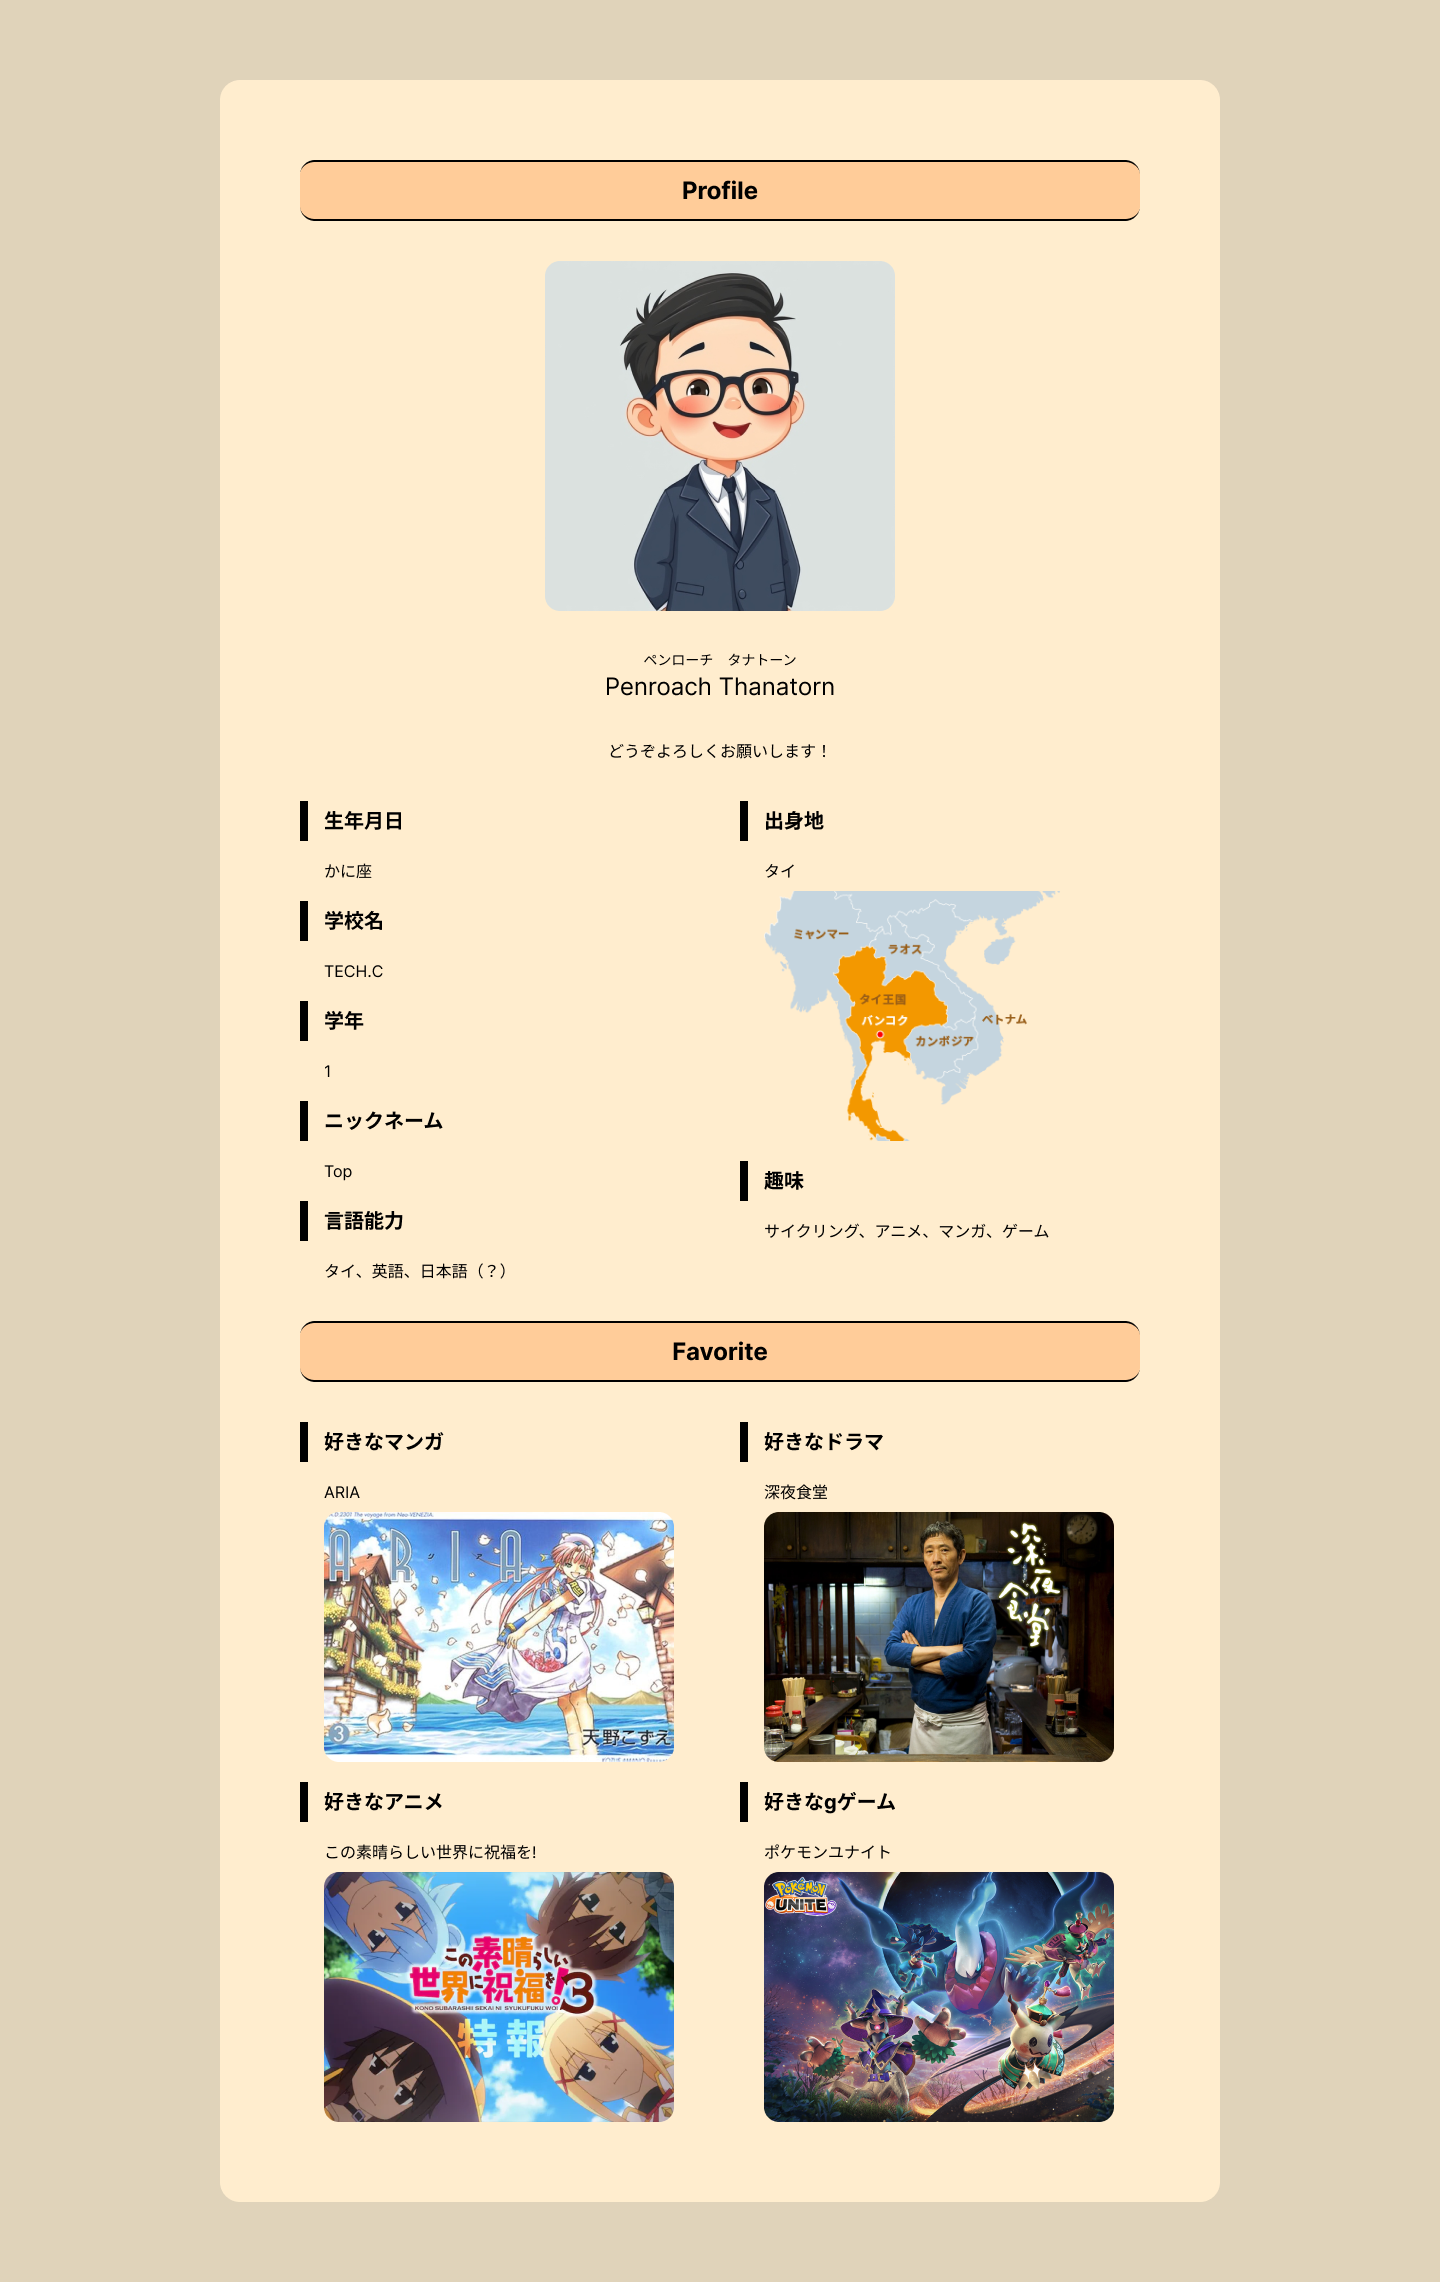 Profile
ペンローチ　タナトーン
Penroach Thanatorn
どうぞよろしくお願いします！
生年月日
かに座
学校名
TECH.C
学年
1
ニックネーム
Top
言語能力
タイ、英語、日本語（？）
出身地
タイ
ミャンマー
ラオス
タイ王国
バンコク
ベトナム
カンボジア
趣味
サイクリング、アニメ、マンガ、ゲーム
Favorite
好きなマンガ
ARIA
The voyage from Neo-VENEZIA.
ARIA
ア リ ア
3
天野こずえ
好きなドラマ
深夜食堂
深夜食堂
好きなアニメ
この素晴らしい世界に祝福を!
この素晴らしい
世界に祝福を!3
KONO SUBARASHII SEKAI NI SYUKUFUKU WO!
特報
好きなgゲーム
ポケモンユナイト
POKÉMON
UNITE